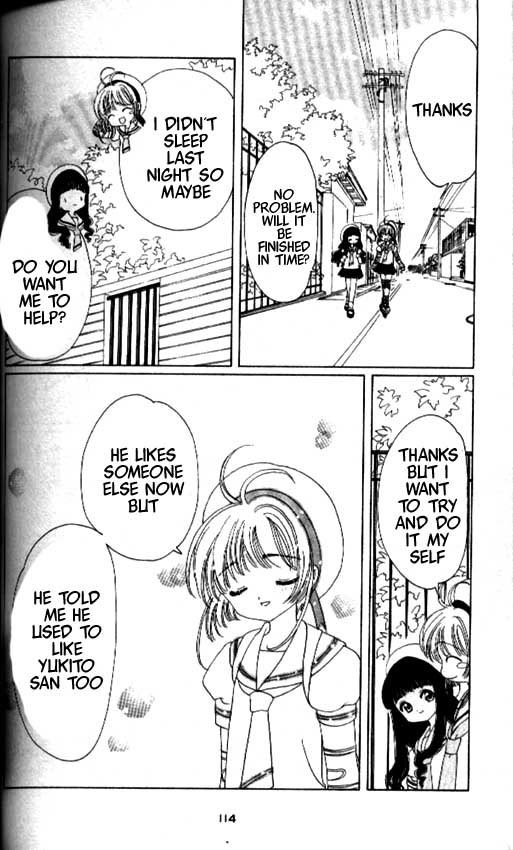 THANKS
NO
PROBLEM.
WILL IT
BE
FINISHED
IN TIME?
I DIDN'T
SLEEP
LAST
NIGHT SO
MAYBE
DO YOU
WANT
ME TO
HELP?
THANKS
BUT I
WANT
TO TRY
AND DO
IT MY
SELF
HE LIKES
SOMEONE
ELSE NOW
BUT
HE TOLD
ME HE
USED TO
LIKE
YUKITO
SAN TOO
114